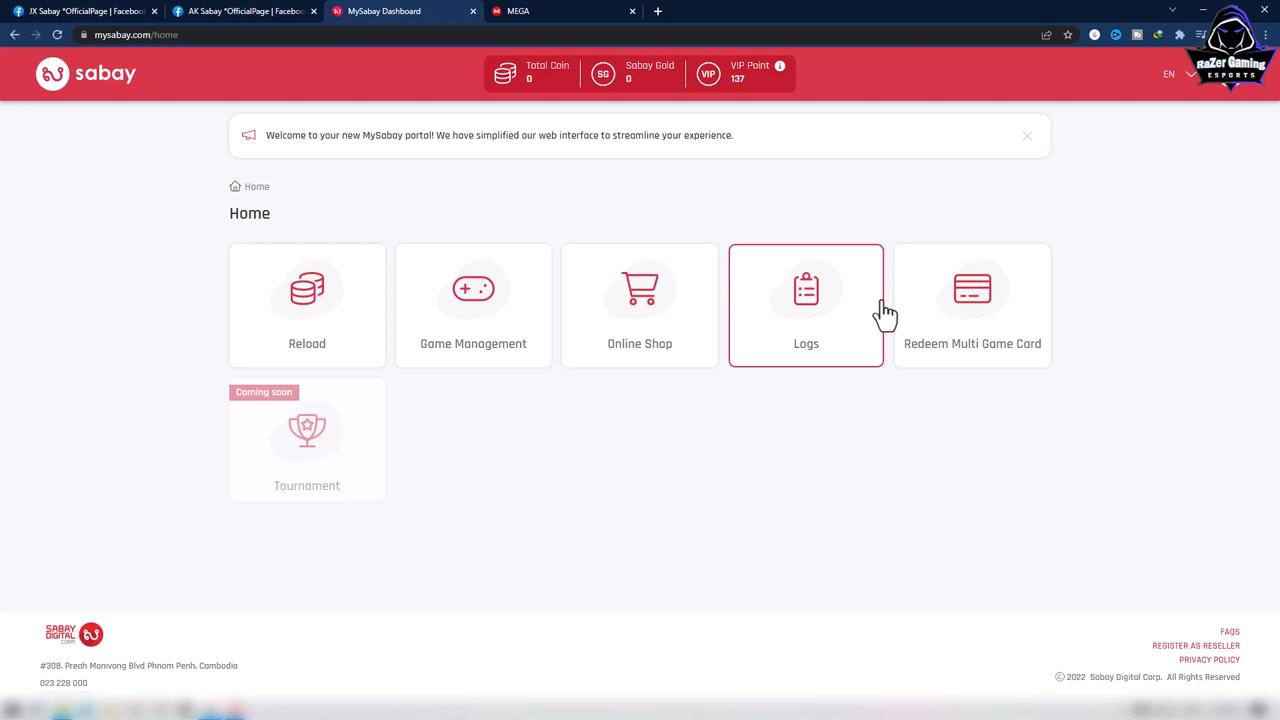 JX Sabay *OfficialPage | Faceboo
AK Sabay *OfficialPage | Faceboo
MySabay Dashboard
MEGA
mysabay.com/home
RaZer Gaming
ESPORTS
sabay
Total Coin
0
SG
Sabay Gold
0
VIP
VIP Point
137
EN
Welcome to your new MySabay portal! We have simplified our web interface to streamline your experience.
Home
Home
Reload
Game Management
Online Shop
Logs
Redeem Multi Game Card
Coming soon
Tournament
SABAY
DIGITAL
CORP.
#308, Preah Monivong Blvd Phnom Penh, Cambodia
023 228 000
FAQS
REGISTER AS RESELLER
PRIVACY POLICY
© 2022 Sabay Digital Corp. All Rights Reserved